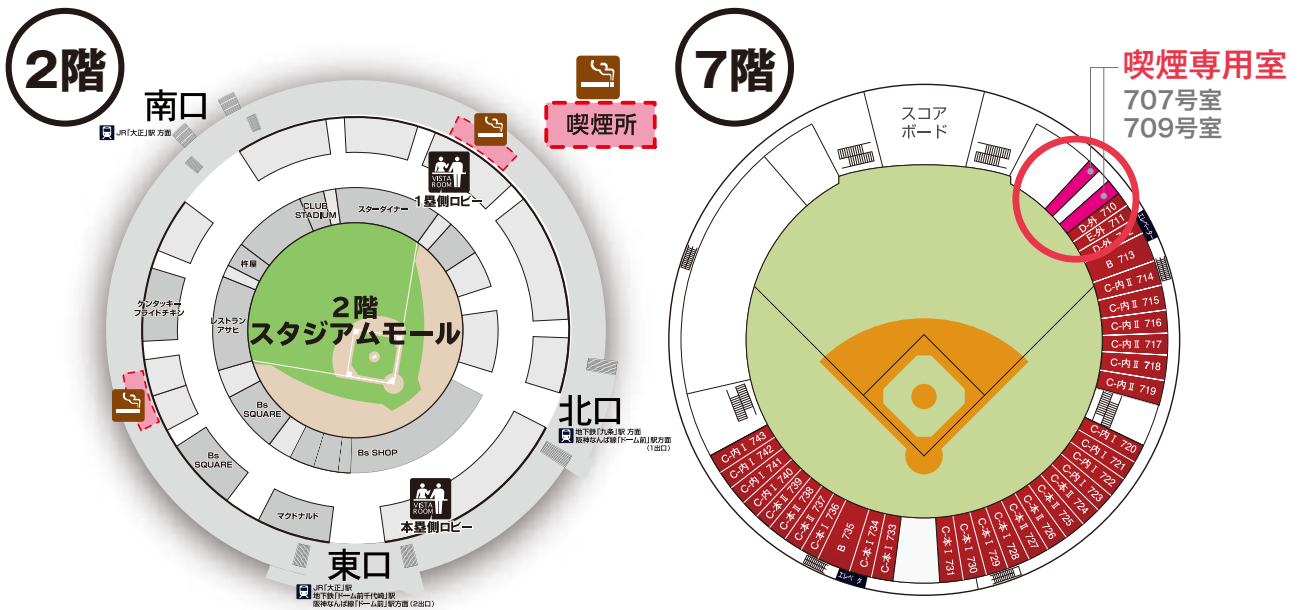 2階
南口
JR「大正」駅 方面
喫煙所
VISTA
ROOM
1塁側ロビー
CLUB
STADIUM
スターダイナー
杵屋
ケンタッキー
フライドチキン
レストラン
アサヒ
2階
スタジアムモール
Bs
SQUARE
Bs
SQUARE
Bs SHOP
マクドナルド
VISTA
ROOM
本塁側ロビー
北口
地下鉄「九条」駅 方面
阪神なんば線「ドーム前」駅方面
(1出口)
東口
JR「大正」駅
地下鉄「ドーム前千代崎」駅
阪神なんば線「ドーム前」駅方面(2出口)
7階
喫煙専用室
707号室
709号室
スコア
ボード
エレベーター
D-外 710
E-外 711
D-外
B 713
C-内Ⅱ 714
C-内Ⅱ 715
C-内Ⅱ 716
C-内Ⅱ 717
C-内Ⅱ 718
C-内Ⅱ 719
C-内Ⅰ 720
C-内Ⅰ 721
C-内Ⅰ 722
C-内Ⅰ 723
C-本Ⅱ 724
C-本Ⅱ 725
C-本Ⅱ 726
C-本Ⅱ 727
C-本Ⅰ 728
C-本Ⅰ 729
C-本Ⅰ 730
C-本Ⅰ 731
C-本Ⅰ 733
C-本Ⅰ 734
B 735
C-本Ⅰ 736
C-本Ⅱ 737
C-本Ⅱ 738
C-本Ⅱ 739
C-内Ⅰ 740
C-内Ⅰ 741
C-内Ⅰ 742
C-内Ⅰ 743
エレベータ